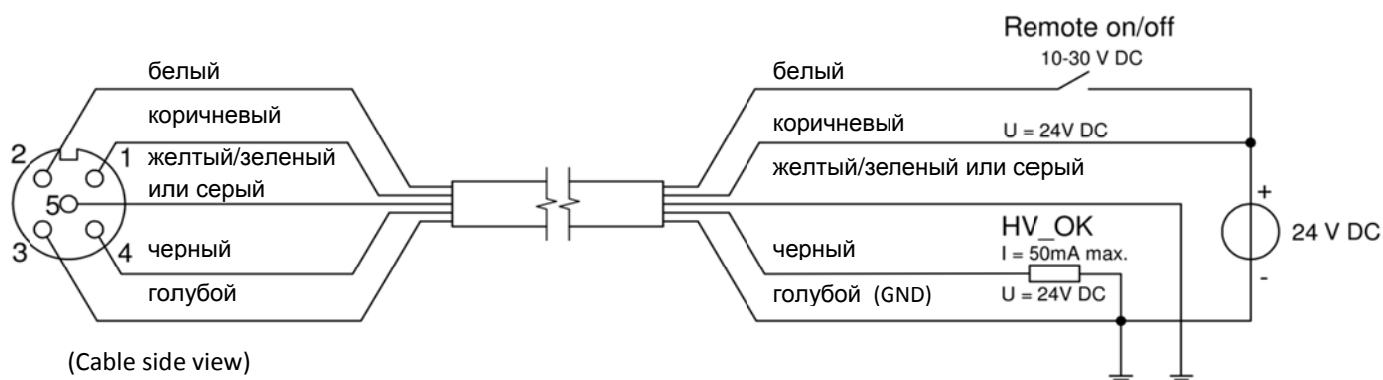 Remote on/off
10-30 V DC
белый
белый
коричневый
коричневый
U = 24V DC
2
1
желтый/зеленый
или серый
желтый/зеленый или серый
5
+
24 V DC
-
HV_OK
I = 50mA max.
3
4
черный
черный
голубой
голубой (GND)
U = 24V DC
(Cable side view)